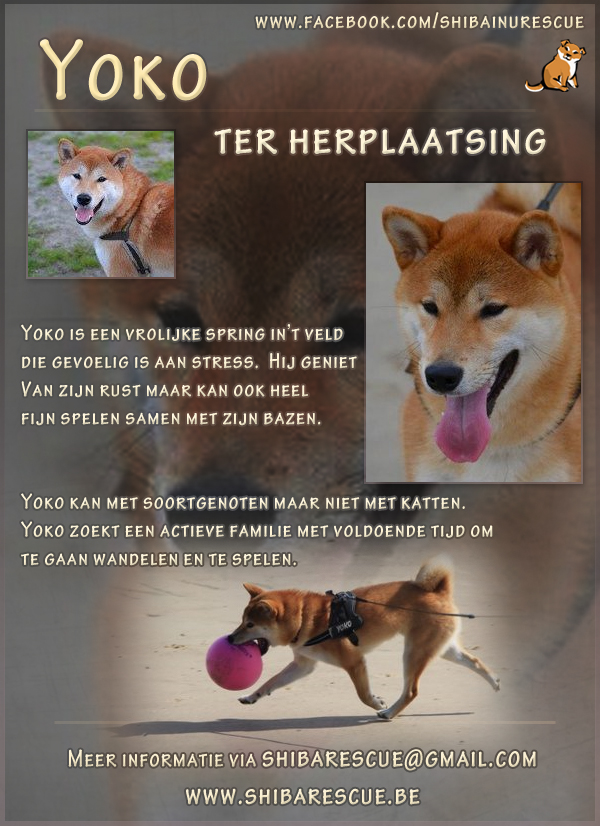 www.facebook.com/shibainurescue
Yoko
ter herplaatsing
Yoko is een vrolijke spring in't veld
die gevoelig is aan stress. Hij geniet
Van zijn rust maar kan ook heel
fijn spelen samen met zijn bazen.
Yoko kan met soortgenoten maar niet met katten.
Yoko zoekt een actieve familie met voldoende tijd om
te gaan wandelen en te spelen.
YOKO
Meer informatie via shibarescue@gmail.com
www.shibarescue.be